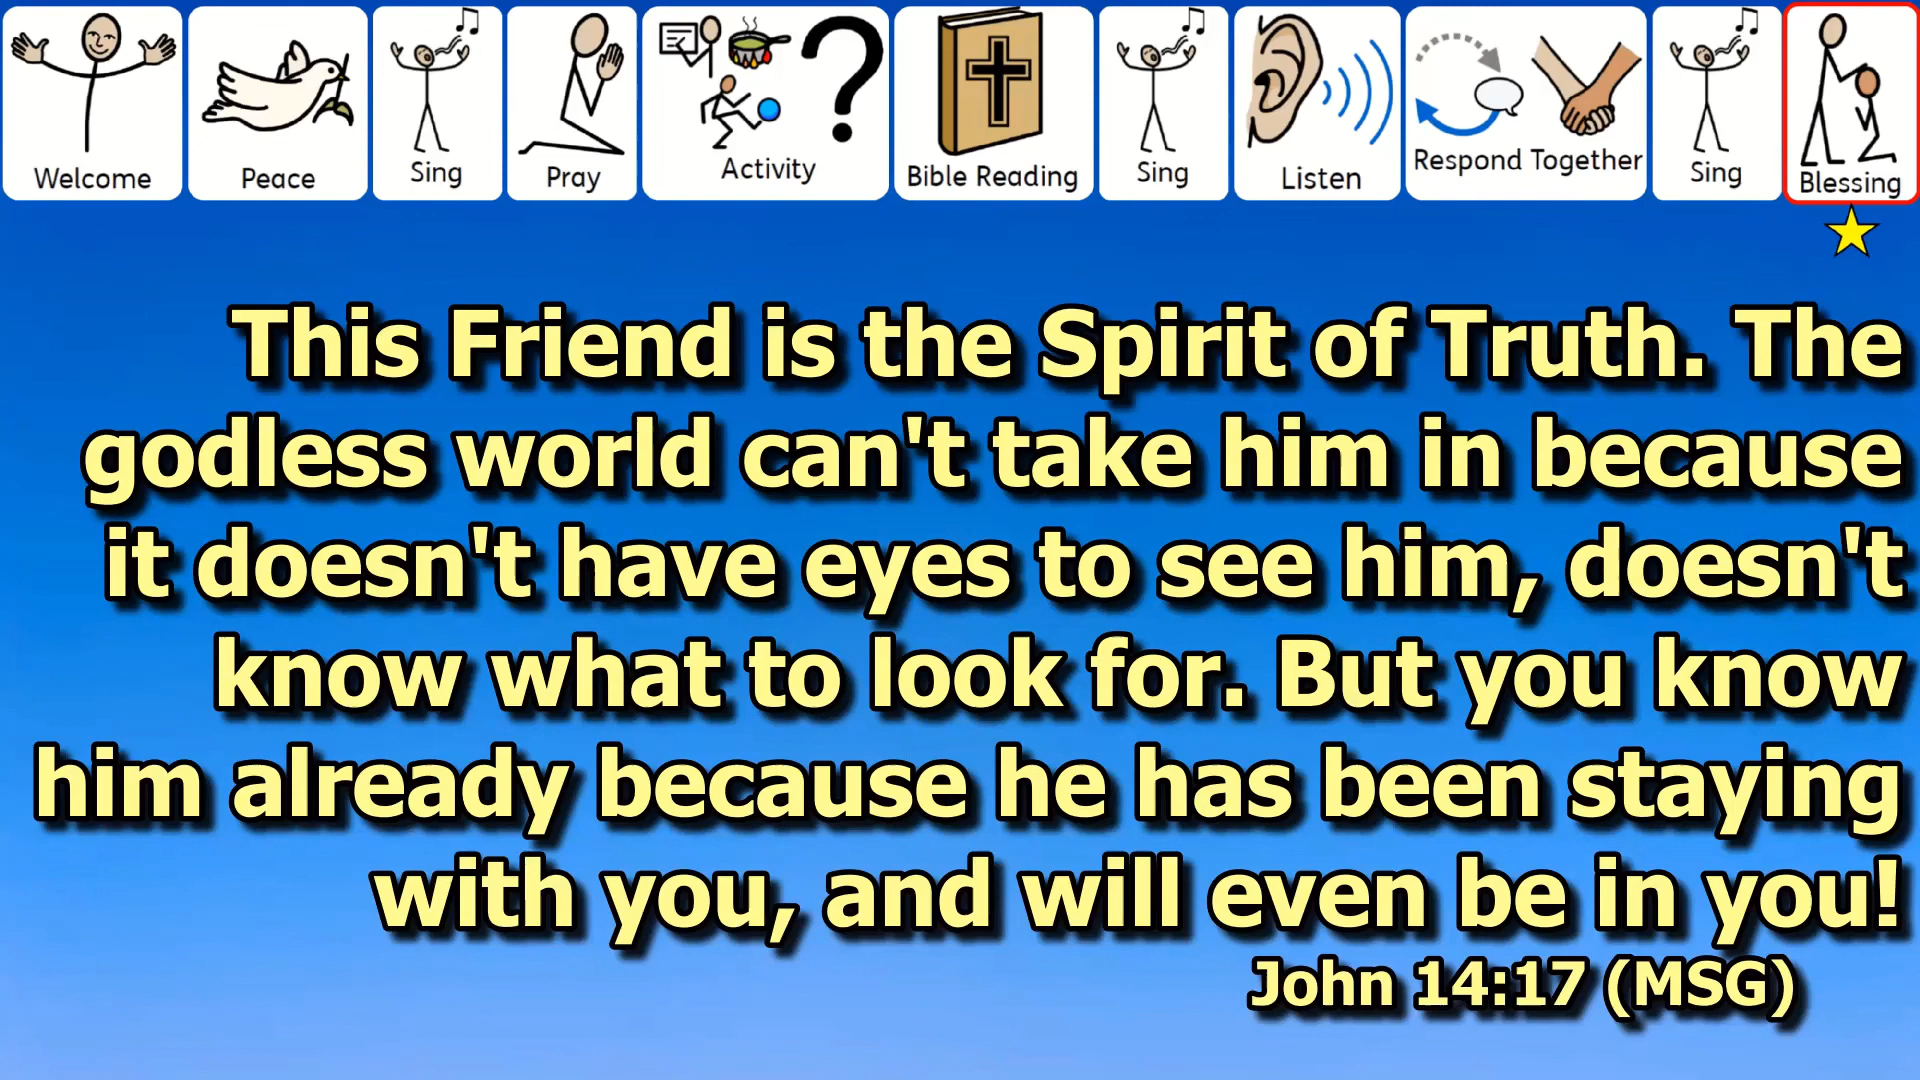 Welcome
Peace
Sing
Pray
Activity
Bible Reading
Sing
Listen
Respond Together
Sing
Blessing
This Friend is the Spirit of Truth. The
godless world can't take him in because
it doesn't have eyes to see him, doesn't
know what to look for. But you know
him already because he has been staying
with you, and will even be in you!
John 14:17 (MSG)